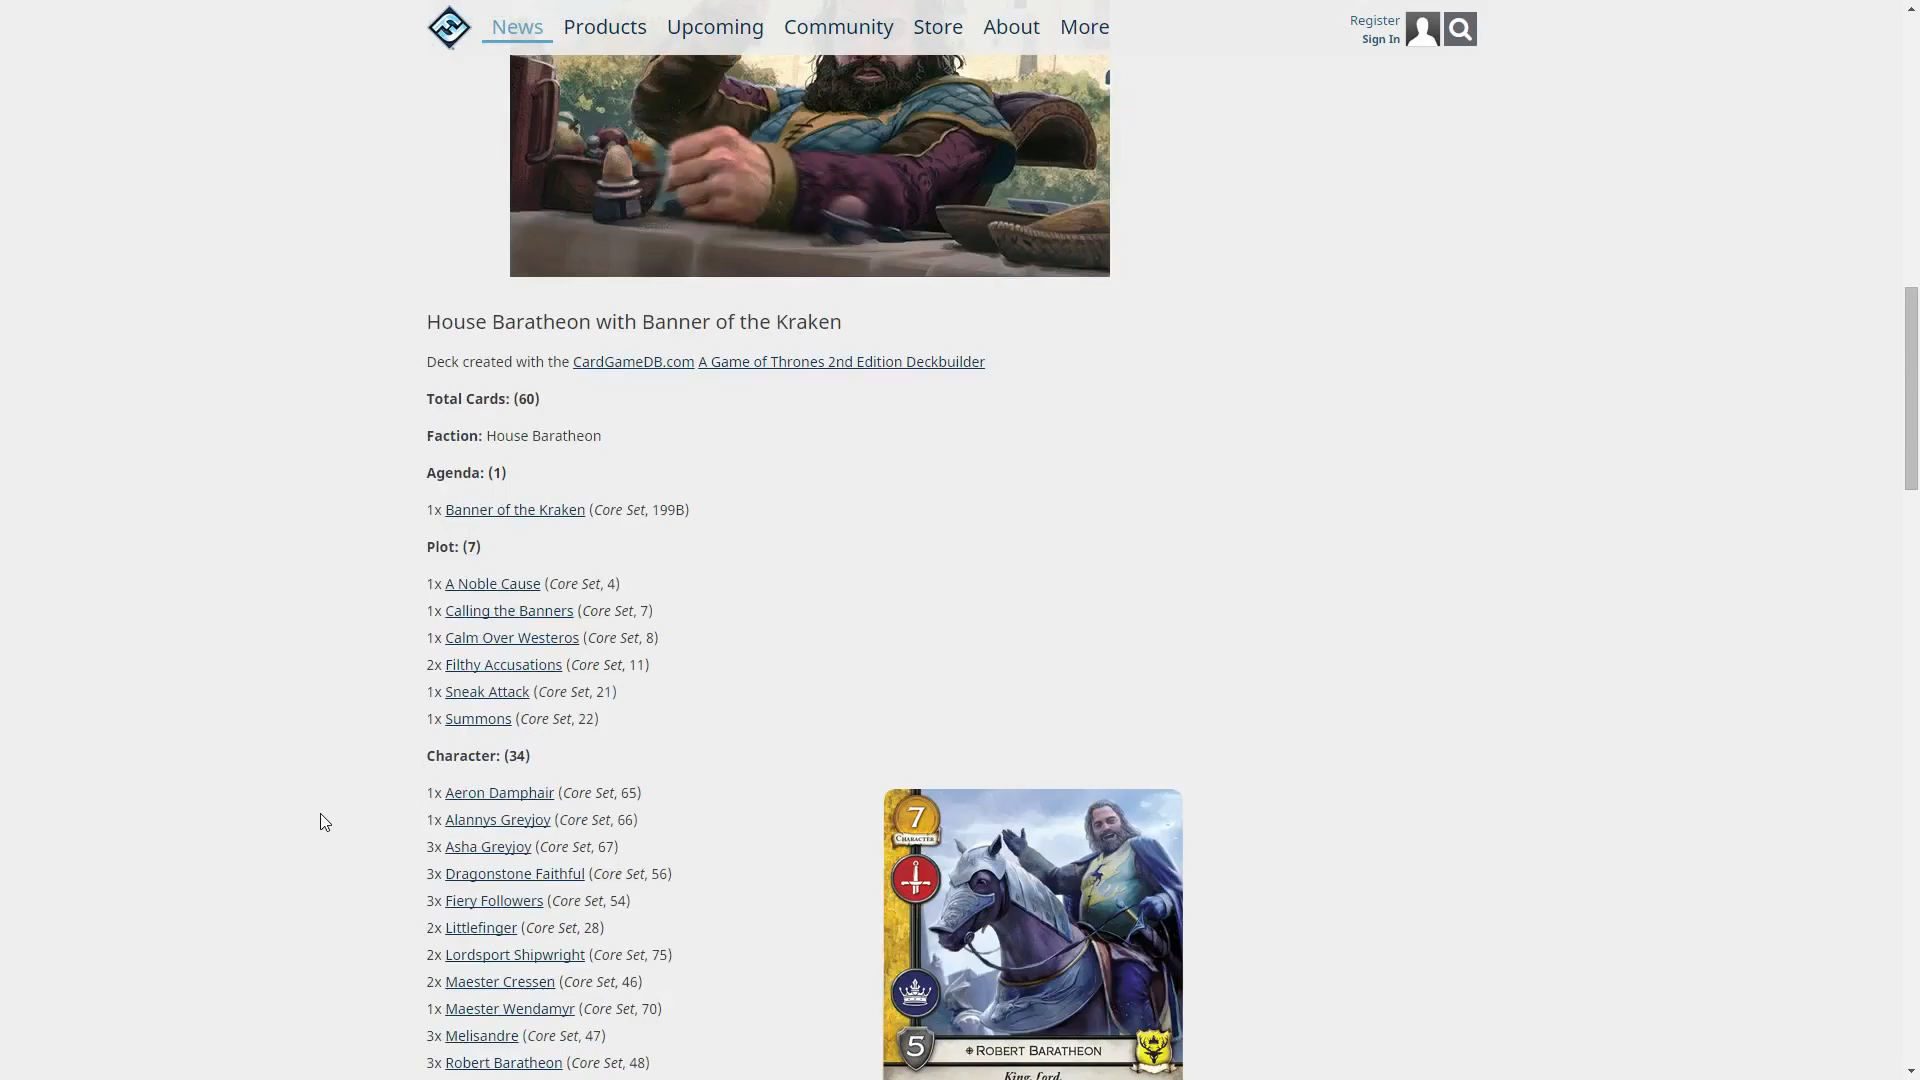 News Products Upcoming Community Store About More
Register
Sign In
House Baratheon with Banner of the Kraken
Deck created with the CardGameDB.com A Game of Thrones 2nd Edition Deckbuilder
Total Cards: (60)
Faction: House Baratheon
Agenda: (1)
1x Banner of the Kraken (Core Set, 199B)
Plot: (7)
1x A Noble Cause (Core Set, 4)
1x Calling the Banners (Core Set, 7)
1x Calm Over Westeros (Core Set, 8)
2x Filthy Accusations (Core Set, 11)
1x Sneak Attack (Core Set, 21)
1x Summons (Core Set, 22)
Character: (34)
1x Aeron Damphair (Core Set, 65)
1x Alannys Greyjoy (Core Set, 66)
3x Asha Greyjoy (Core Set, 67)
3x Dragonstone Faithful (Core Set, 56)
3x Fiery Followers (Core Set, 54)
2x Littlefinger (Core Set, 28)
2x Lordsport Shipwright (Core Set, 75)
2x Maester Cressen (Core Set, 46)
1x Maester Wendamyr (Core Set, 70)
3x Melisandre (Core Set, 47)
3x Robert Baratheon (Core Set, 48)
7
Character
5
Robert Baratheon
King. Lord.